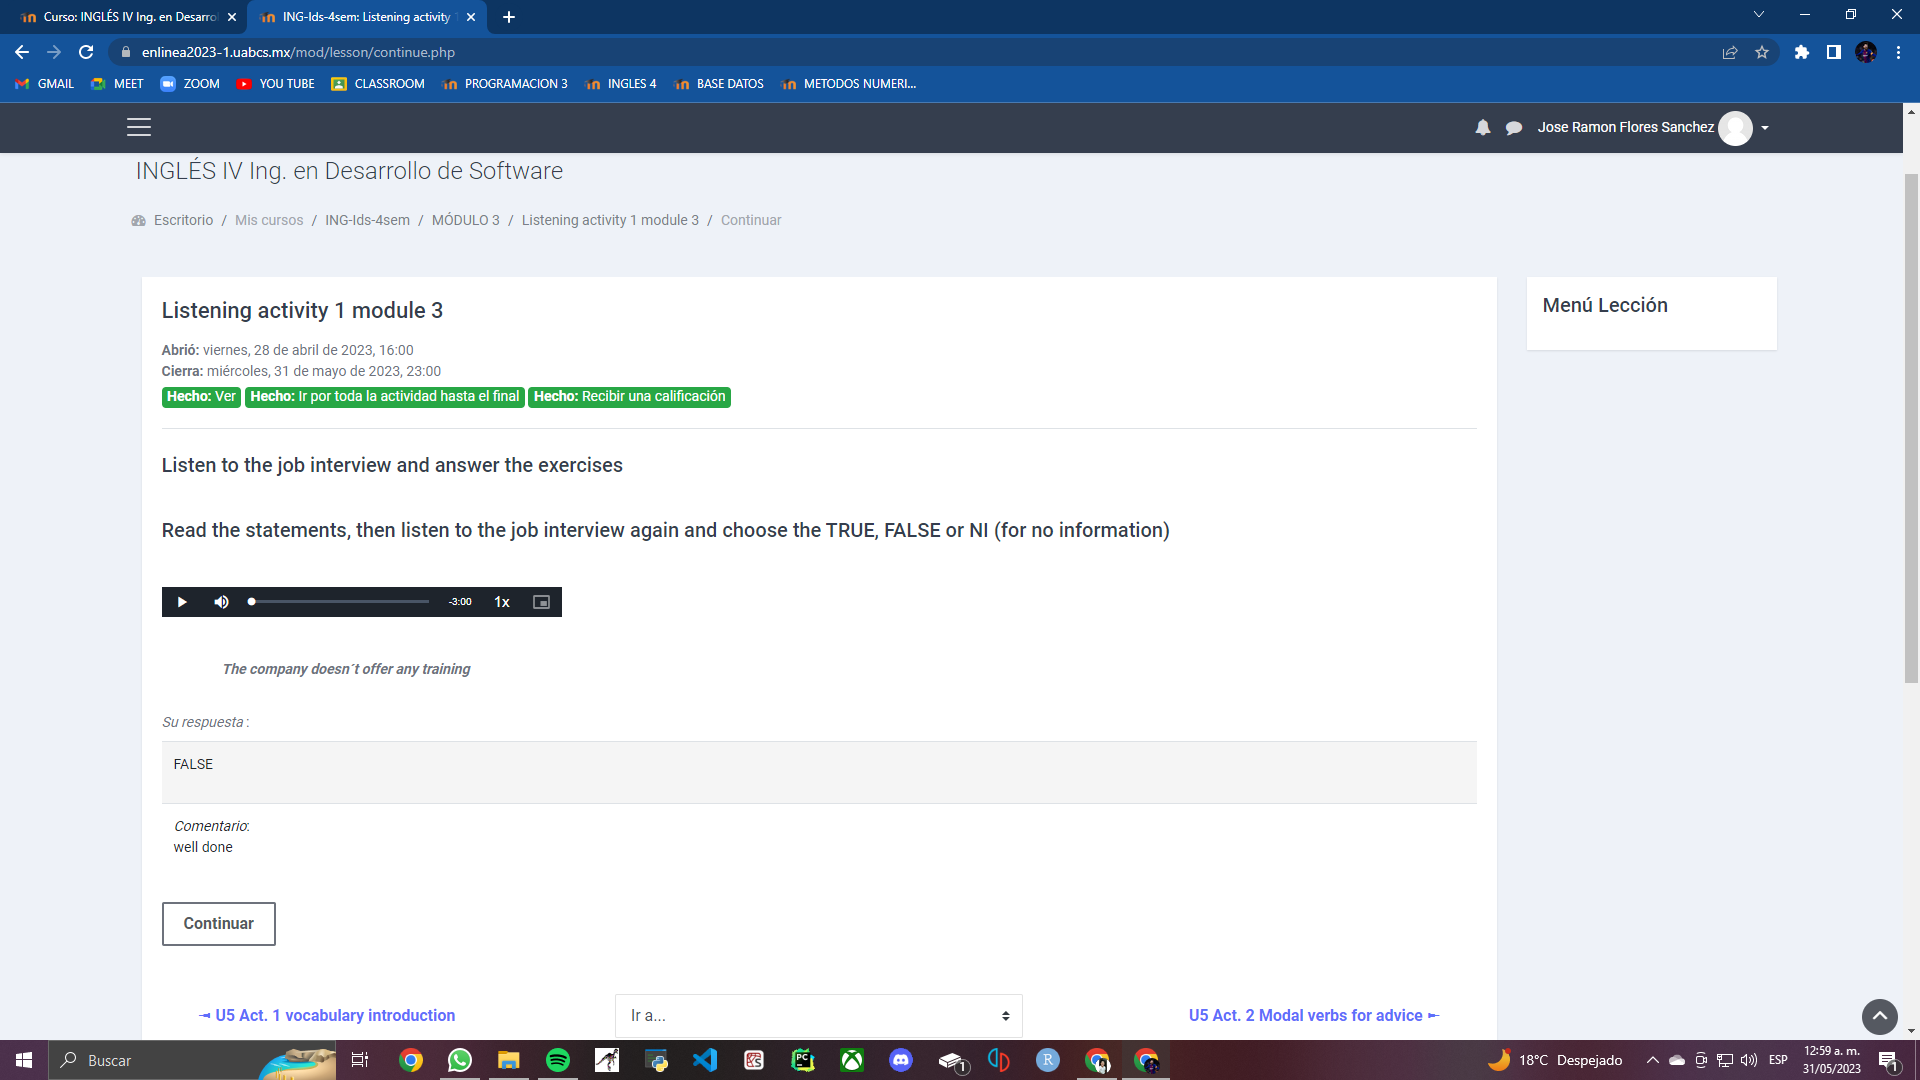 Curso: INGLÉS IV Ing. en Desarrol
ING-Ids-4sem: Listening activity 1
enlinea2023-1.uabcs.mx/mod/lesson/continue.php
GMAIL MEET ZOOM YOU TUBE CLASSROOM PROGRAMACION 3 INGLES 4 BASE DATOS METODOS NUMERI...
Jose Ramon Flores Sanchez
INGLÉS IV Ing. en Desarrollo de Software
Escritorio / Mis cursos / ING-Ids-4sem / MÓDULO 3 / Listening activity 1 module 3 / Continuar
Listening activity 1 module 3
Menú Lección
Abrió: viernes, 28 de abril de 2023, 16:00
Cierra: miércoles, 31 de mayo de 2023, 23:00
Hecho: Ver Hecho: Ir por toda la actividad hasta el final Hecho: Recibir una calificación
Listen to the job interview and answer the exercises
Read the statements, then listen to the job interview again and choose the TRUE, FALSE or NI (for no information)
-3:00 1x
The company doesn´t offer any training
Su respuesta :
FALSE
Comentario:
well done
Continuar
◄ U5 Act. 1 vocabulary introduction
Ir a...
U5 Act. 2 Modal verbs for advice ►
Buscar
18°C Despejado
ESP
12:59 a. m.
31/05/2023